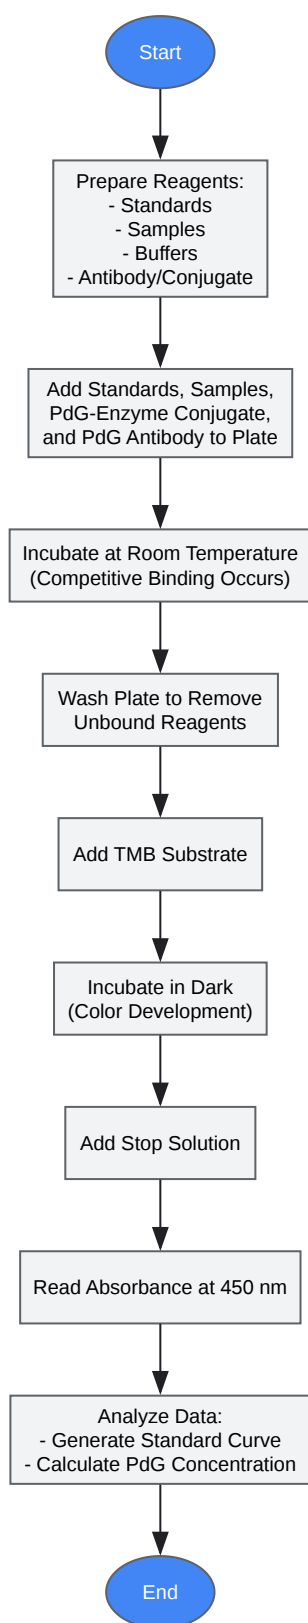 Start
Prepare Reagents:
- Standards
- Samples
- Buffers
- Antibody/Conjugate
Add Standards, Samples,
PdG-Enzyme Conjugate,
and PdG Antibody to Plate
Incubate at Room Temperature
(Competitive Binding Occurs)
Wash Plate to Remove
Unbound Reagents
Add TMB Substrate
Incubate in Dark
(Color Development)
Add Stop Solution
Read Absorbance at 450 nm
Analyze Data:
- Generate Standard Curve
- Calculate PdG Concentration
End